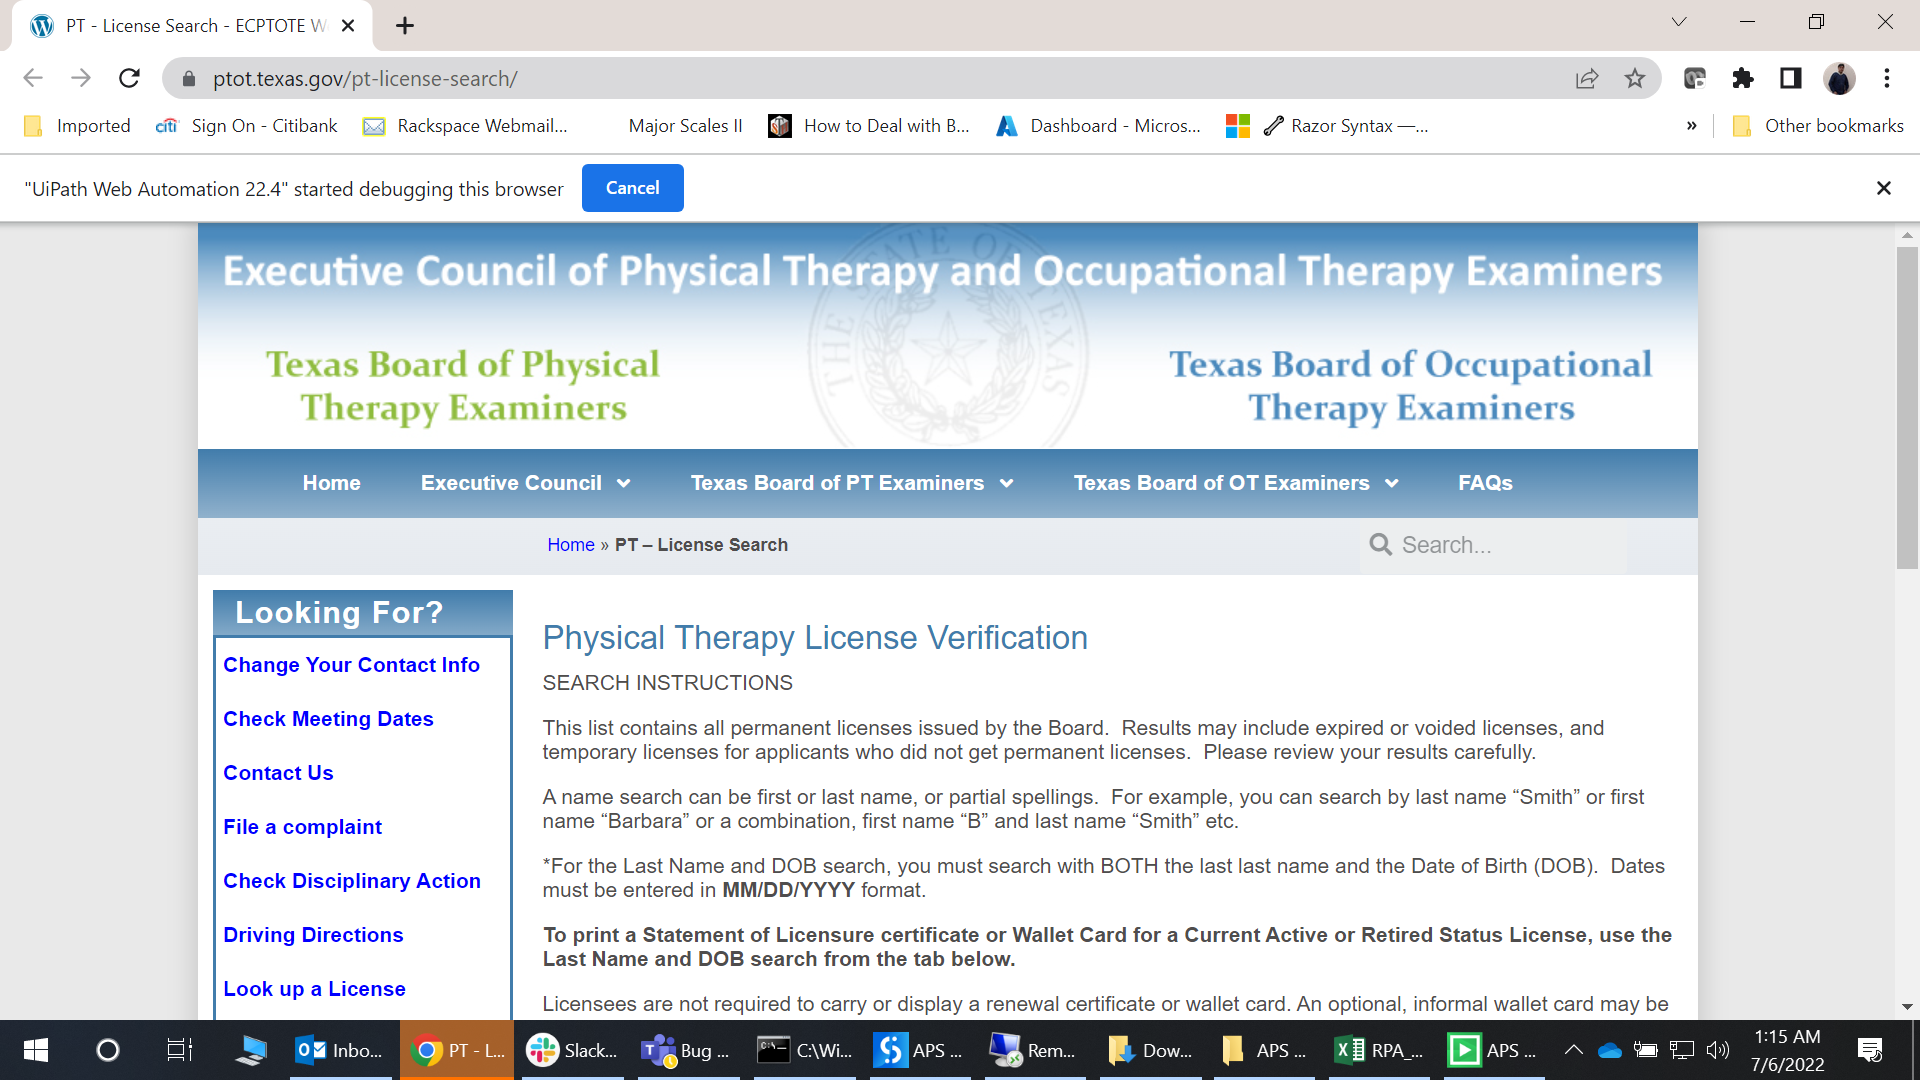 PT - License Search - ECPTOTE W
ptot.texas.gov/pt-license-search/
Imported
citi
Sign On - Citibank
Rackspace Webmail...
Major Scales II
How to Deal with B...
Dashboard - Micros...
Razor Syntax —...
»
Other bookmarks
"UiPath Web Automation 22.4" started debugging this browser
Cancel
THE STATE OF TEXAS
Executive Council of Physical Therapy and Occupational Therapy Examiners
Texas Board of Physical
Therapy Examiners
Texas Board of Occupational
Therapy Examiners
Home
Executive Council
Texas Board of PT Examiners
Texas Board of OT Examiners
FAQs
Home » PT – License Search
Search...
Looking For?
Change Your Contact Info
Check Meeting Dates
Contact Us
File a complaint
Check Disciplinary Action
Driving Directions
Look up a License
Physical Therapy License Verification
SEARCH INSTRUCTIONS
This list contains all permanent licenses issued by the Board.  Results may include expired or voided licenses, and
temporary licenses for applicants who did not get permanent licenses.  Please review your results carefully.
A name search can be first or last name, or partial spellings.  For example, you can search by last name “Smith” or first
name “Barbara” or a combination, first name “B” and last name “Smith” etc.
*For the Last Name and DOB search, you must search with BOTH the last last name and the Date of Birth (DOB).  Dates
must be entered in MM/DD/YYYY format.
To print a Statement of Licensure certificate or Wallet Card for a Current Active or Retired Status License, use the
Last Name and DOB search from the tab below.
Licensees are not required to carry or display a renewal certificate or wallet card. An optional, informal wallet card may be
Inbo...
PT - L...
Slack...
Bug ...
C:\Wi...
APS ...
Rem...
Dow...
APS ...
RPA_...
APS ...
1:15 AM
7/6/2022